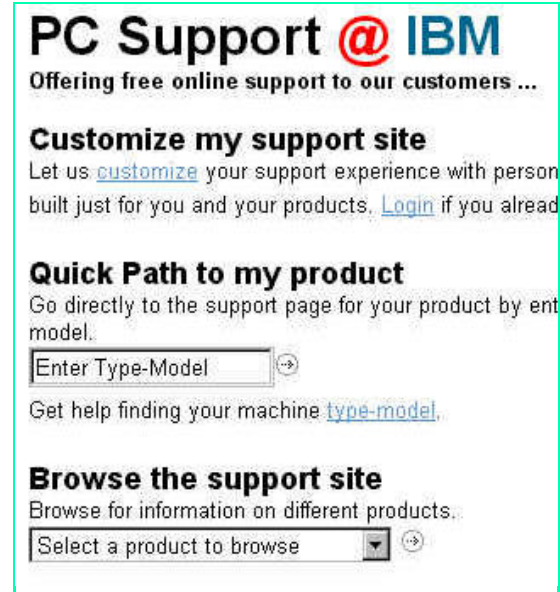 PC Support @ IBM
Offering free online support to our customers ...
Customize my support site
Let us customize your support experience with person
built just for you and your products. Login if you alread
Quick Path to my product
Go directly to the support page for your product by ent
model.
Enter Type-Model
Get help finding your machine type-model.
Browse the support site
Browse for information on different products.
Select a product to browse